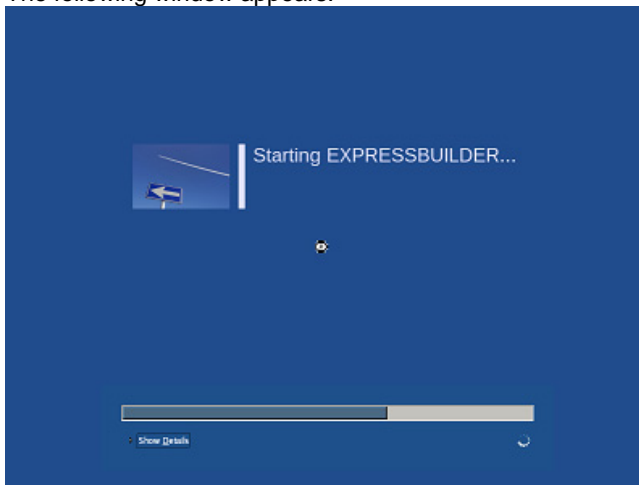 The following window appears:
Starting EXPRESSBUILDER...
Show Details